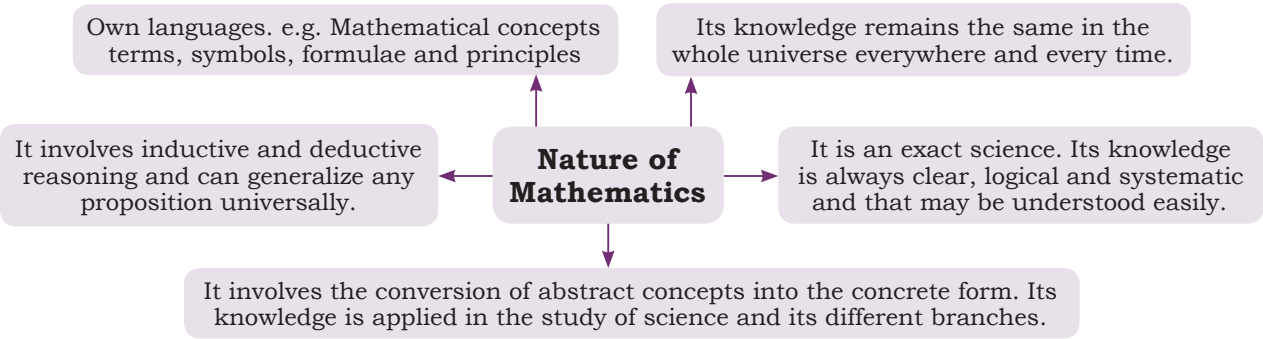 Own languages. e.g. Mathematical concepts
terms, symbols, formulae and principles
Its knowledge remains the same in the
whole universe everywhere and every time.
It involves inductive and deductive
reasoning and can generalize any
proposition universally.
Nature of
Mathematics
It is an exact science. Its knowledge
is always clear, logical and systematic
and that may be understood easily.
It involves the conversion of abstract concepts into the concrete form. Its
knowledge is applied in the study of science and its different branches.